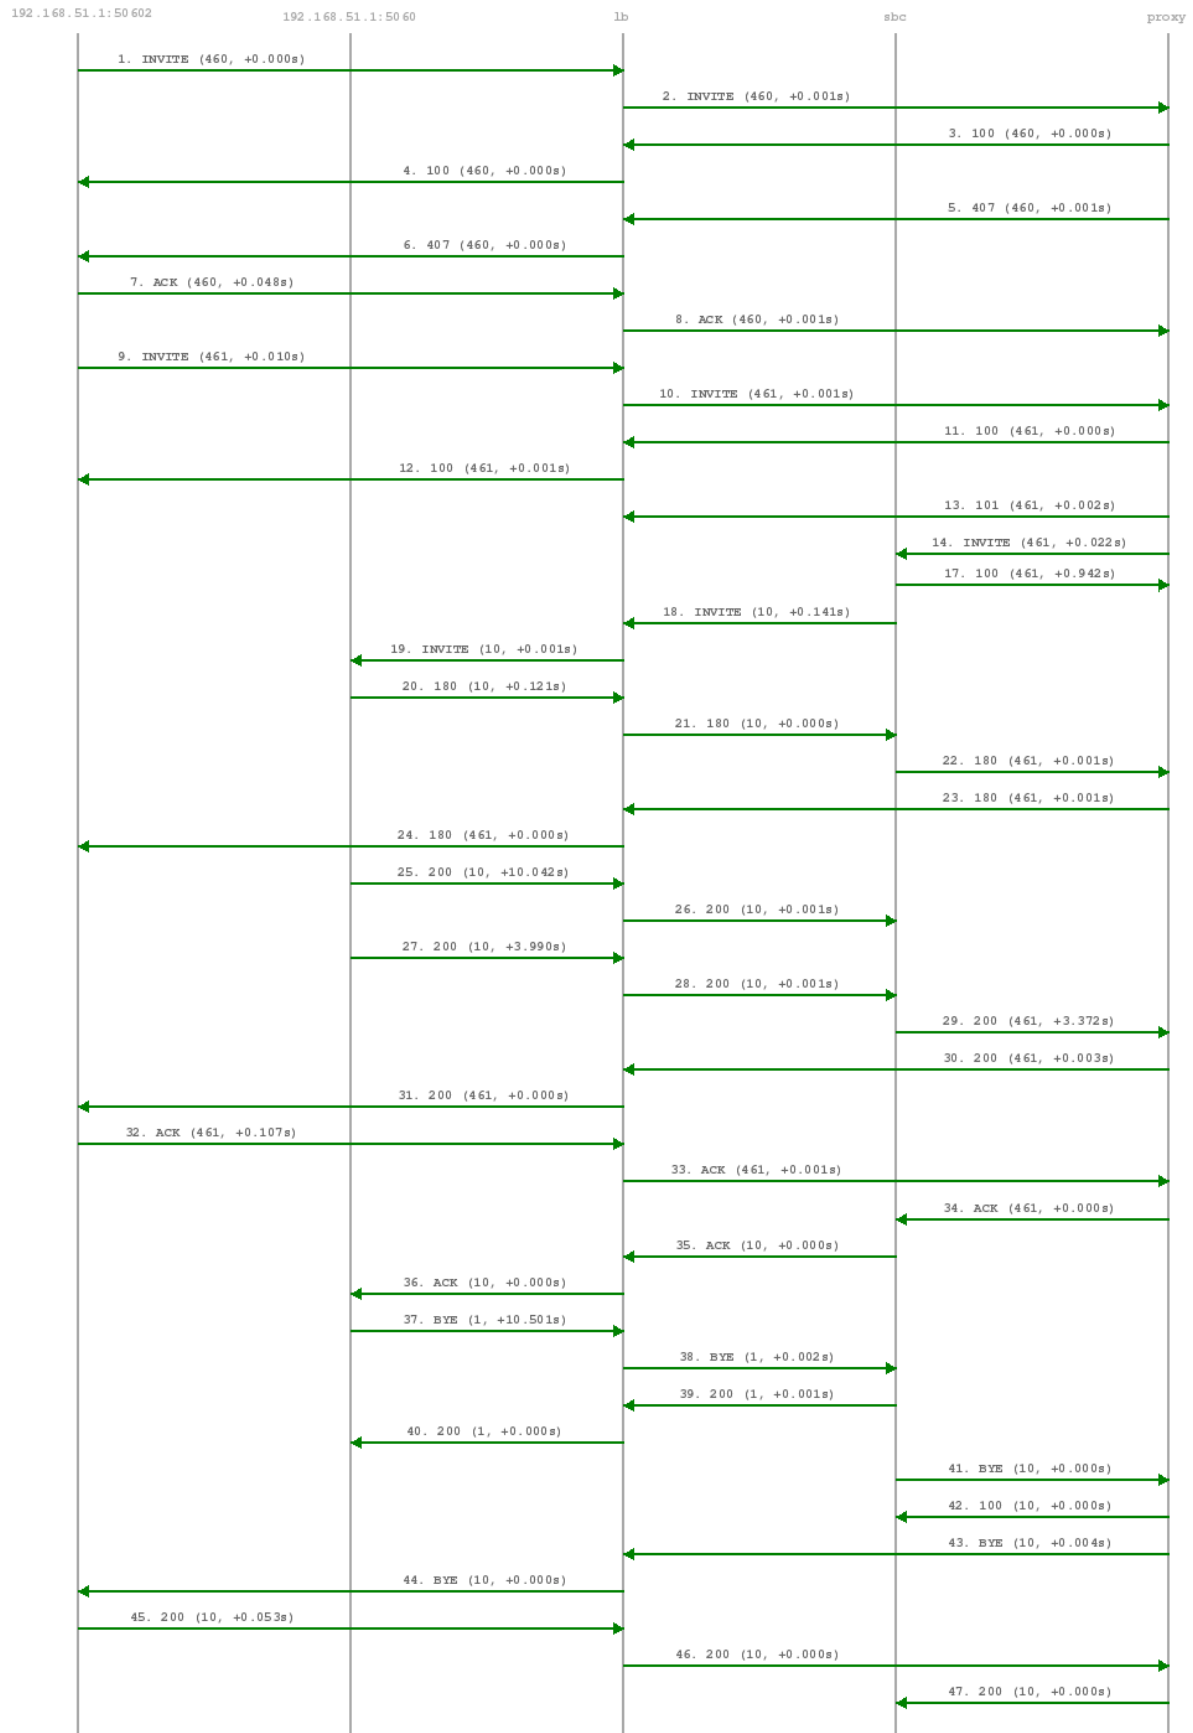 192.168.51.1:50602 192.168.51.1:5060 lb sbc proxy
1. INVITE (460, +0.000s)
2. INVITE (460, +0.001s)
3. 100 (460, +0.000s)
4. 100 (460, +0.000s)
5. 407 (460, +0.001s)
6. 407 (460, +0.000s)
7. ACK (460, +0.048s)
8. ACK (460, +0.001s)
9. INVITE (461, +0.010s)
10. INVITE (461, +0.001s)
11. 100 (461, +0.000s)
12. 100 (461, +0.001s)
13. 101 (461, +0.002s)
14. INVITE (461, +0.022s)
17. 100 (461, +0.942s)
18. INVITE (10, +0.141s)
19. INVITE (10, +0.001s)
20. 180 (10, +0.121s)
21. 180 (10, +0.000s)
22. 180 (461, +0.001s)
23. 180 (461, +0.001s)
24. 180 (461, +0.000s)
25. 200 (10, +10.042s)
26. 200 (10, +0.001s)
27. 200 (10, +3.990s)
28. 200 (10, +0.001s)
29. 200 (461, +3.372s)
30. 200 (461, +0.003s)
31. 200 (461, +0.000s)
32. ACK (461, +0.107s)
33. ACK (461, +0.001s)
34. ACK (461, +0.000s)
35. ACK (10, +0.000s)
36. ACK (10, +0.000s)
37. BYE (1, +10.501s)
38. BYE (1, +0.002s)
39. 200 (1, +0.001s)
40. 200 (1, +0.000s)
41. BYE (10, +0.000s)
42. 100 (10, +0.000s)
43. BYE (10, +0.004s)
44. BYE (10, +0.000s)
45. 200 (10, +0.053s)
46. 200 (10, +0.000s)
47. 200 (10, +0.000s)